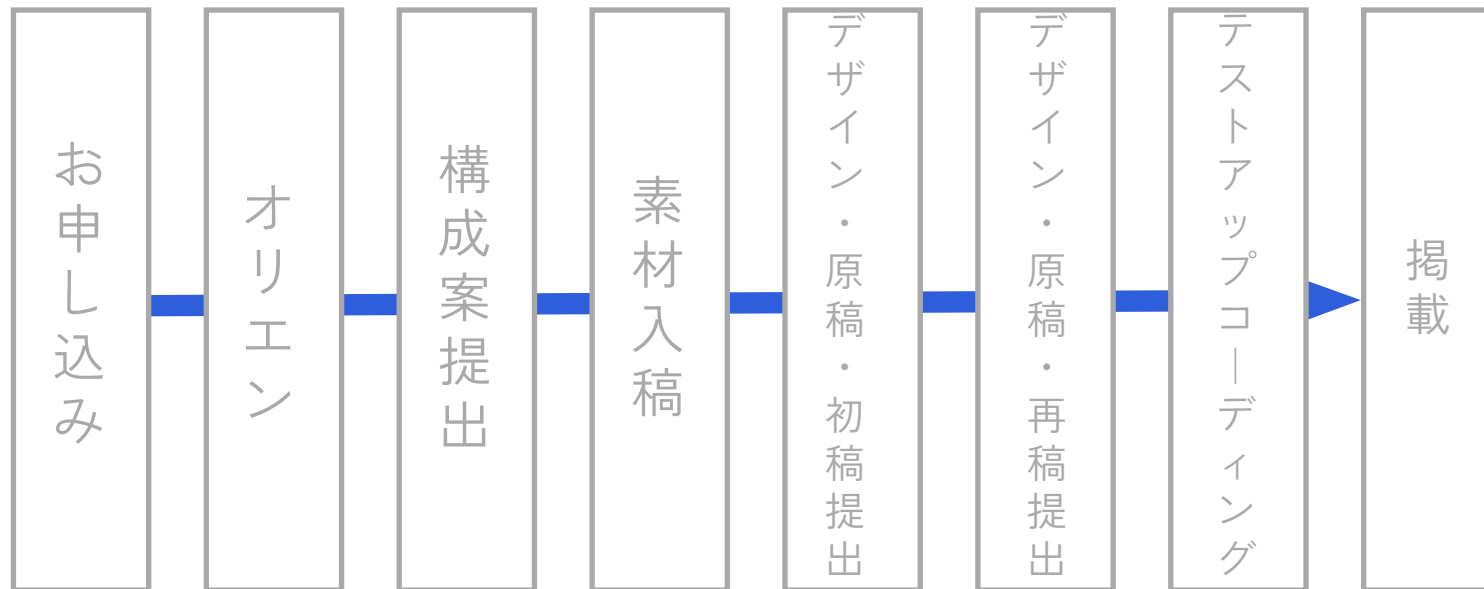 お申し込み
オリエン
構成案提出
素材入稿
デザイン・原稿・初稿提出
デザイン・原稿・再稿提出
テストアップコーディング
掲載